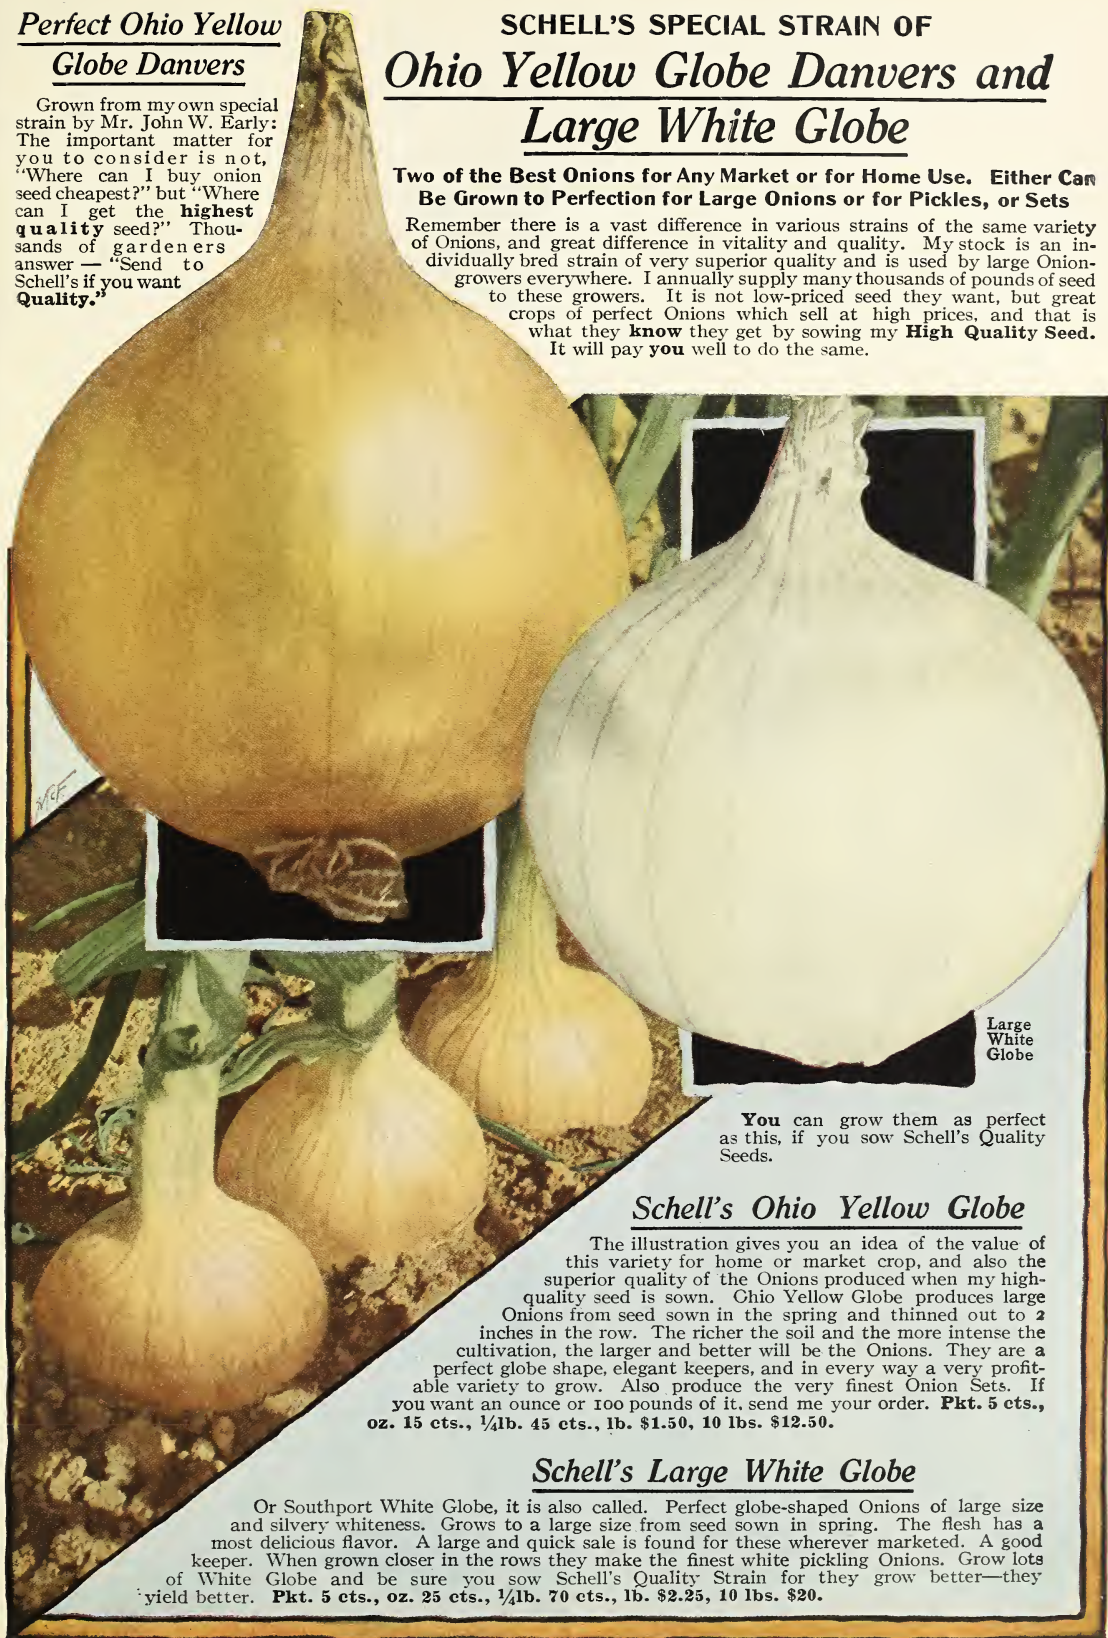 Perfect Ohio Yellow
Globe Danvers
Grown from my own special
strain by Mr. John W. Early:
The important matter for
you to consider is not,
"Where can I buy onion
seed cheapest?" but "Where
can I get the highest
quality seed?" Thou-
sands of gardeners
answer — "Send to
Schell's if you want
Quality."
SCHELL'S SPECIAL STRAIN OF
Ohio Yellow Globe Danvers and
Large White Globe
Two of the Best Onions for Any Market or for Home Use. Either Can
Be Grown to Perfection for Large Onions or for Pickles, or Sets
Remember there is a vast difference in various strains of the same variety
of Onions, and great difference in vitality and quality. My stock is an in-
dividually bred strain of very superior quality and is used by large Onion-
growers everywhere. I annually supply many thousands of pounds of seed
to these growers. It is not low-priced seed they want, but great
crops of perfect Onions which sell at high prices, and that is
what they know they get by sowing my High Quality Seed.
It will pay you well to do the same.
McF.
Large
White
Globe
You can grow them as perfect
as this, if you sow Schell's Quality
Seeds.
Schell's Ohio Yellow Globe
The illustration gives you an idea of the value of
this variety for home or market crop, and also the
superior quality of the Onions produced when my high-
quality seed is sown. Ohio Yellow Globe produces large
Onions from seed sown in the spring and thinned out to 2
inches in the row. The richer the soil and the more intense the
cultivation, the larger and better will be the Onions. They are a
perfect globe shape, elegant keepers, and in every way a very profit-
able variety to grow. Also produce the very finest Onion Sets. If
you want an ounce or 100 pounds of it, send me your order. Pkt. 5 cts.,
oz. 15 cts., ¼lb. 45 cts., lb. $1.50, 10 lbs. $12.50.
Schell's Large White Globe
Or Southport White Globe, it is also called. Perfect globe-shaped Onions of large size
and silvery whiteness. Grows to a large size from seed sown in spring. The flesh has a
most delicious flavor. A large and quick sale is found for these wherever marketed. A good
keeper. When grown closer in the rows they make the finest white pickling Onions. Grow lots
of White Globe and be sure you sow Schell's Quality Strain for they grow better—they
yield better. Pkt. 5 cts., oz. 25 cts., ¼lb. 70 cts., lb. $2.25, 10 lbs. $20.